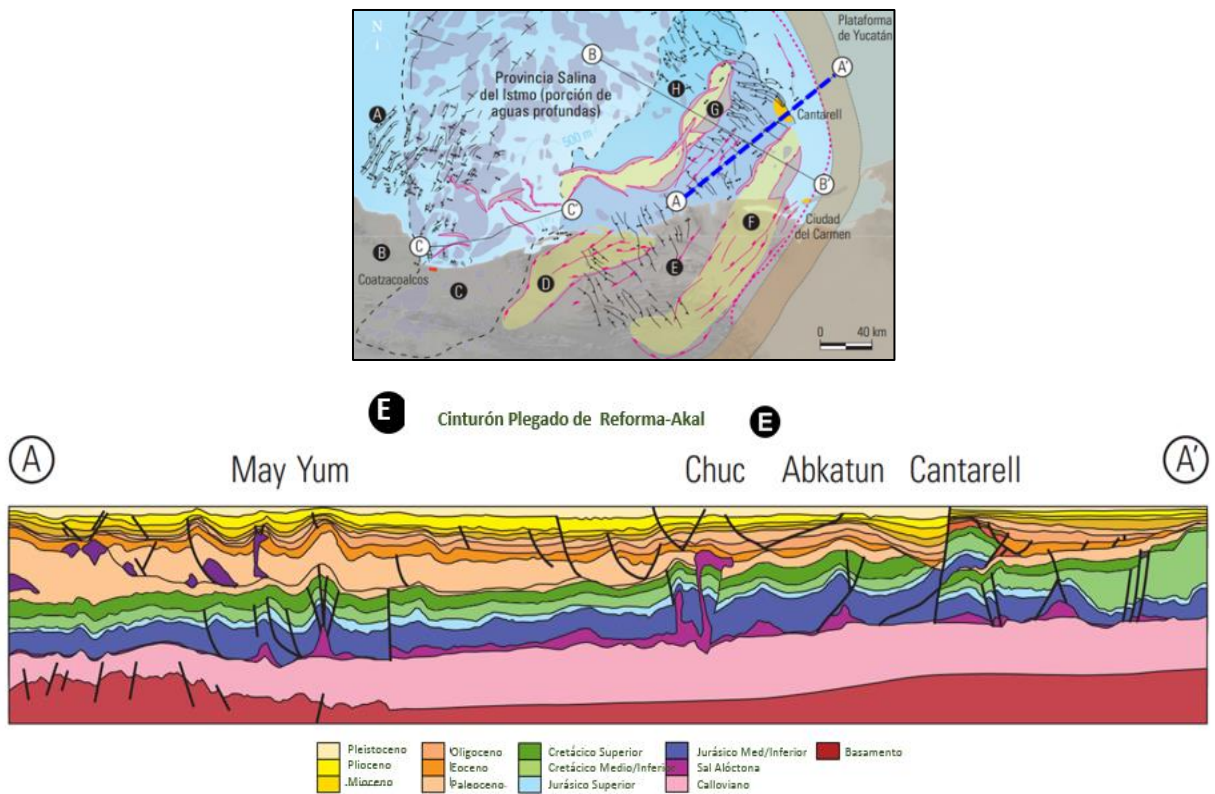 N
Plataforma
de Yucatán
B
A'
Provincia Salina
del Istmo (porción de
aguas profundas)
H
A
G
Cantarell
500 m
A
B'
C'
C
F
Ciudad
del Carmen
B
E
Coatzacoalcos
C
D
0 40 km
E Cinturón Plegado de Reforma-Akal E
A May Yum Chuc Abkatun Cantarell A'
Pleistoceno Oligoceno Cretácico Superior Jurásico Med/Inferior Basamento
Plioceno Eoceno Cretácico Medio/Inferior Sal Alóctona
Mioceno Paleoceno Jurásico Superior Calloviano